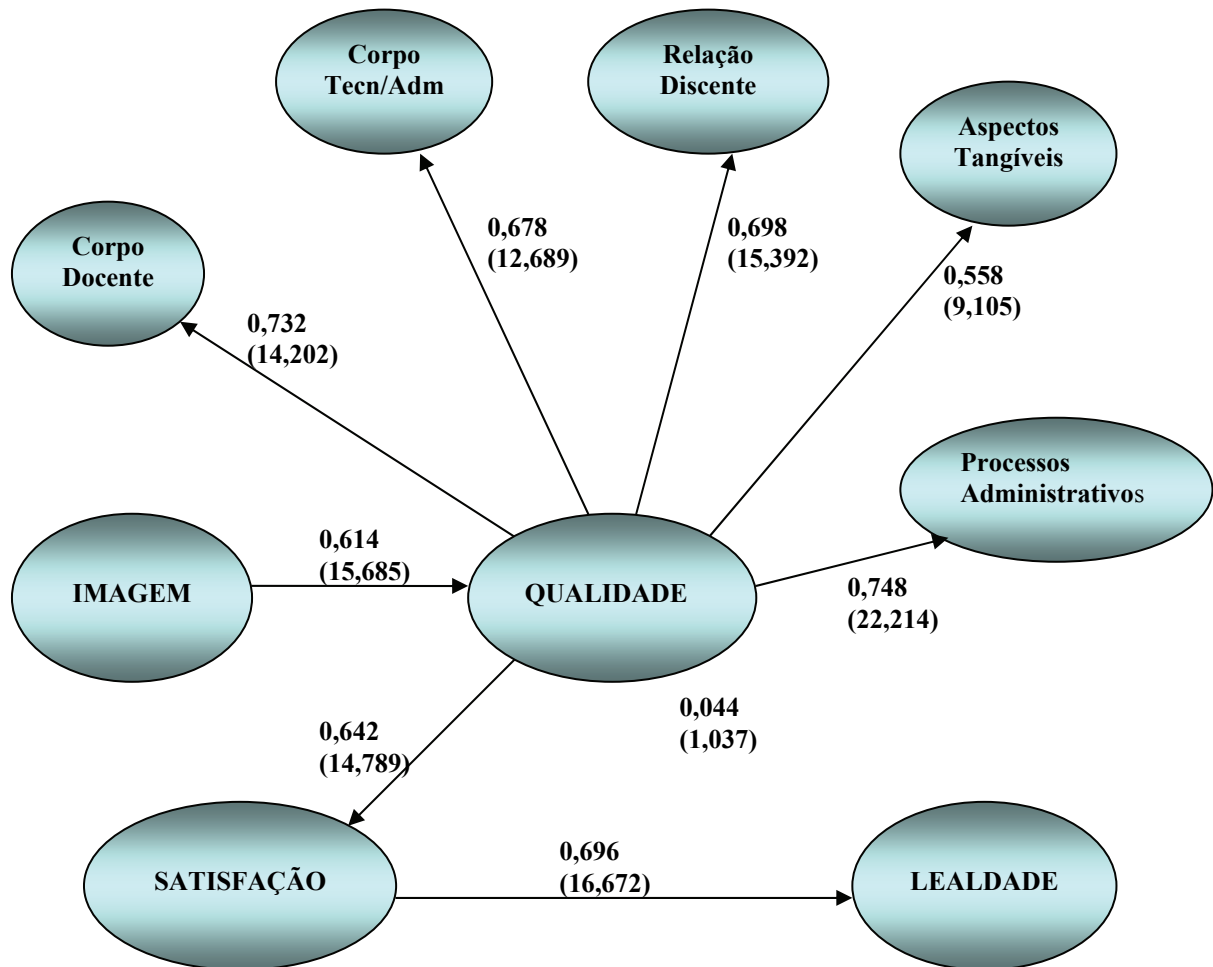 Corpo
Tecn/Adm
Relação
Discente
Aspectos
Tangíveis
Corpo
Docente
0,678
(12,689)
0,698
(15,392)
0,558
(9,105)
0,732
(14,202)
Processos
Administrativos
IMAGEM
0,614
(15,685)
QUALIDADE
0,748
(22,214)
0,642
(14,789)
0,044
(1,037)
SATISFAÇÃO
0,696
(16,672)
LEALDADE